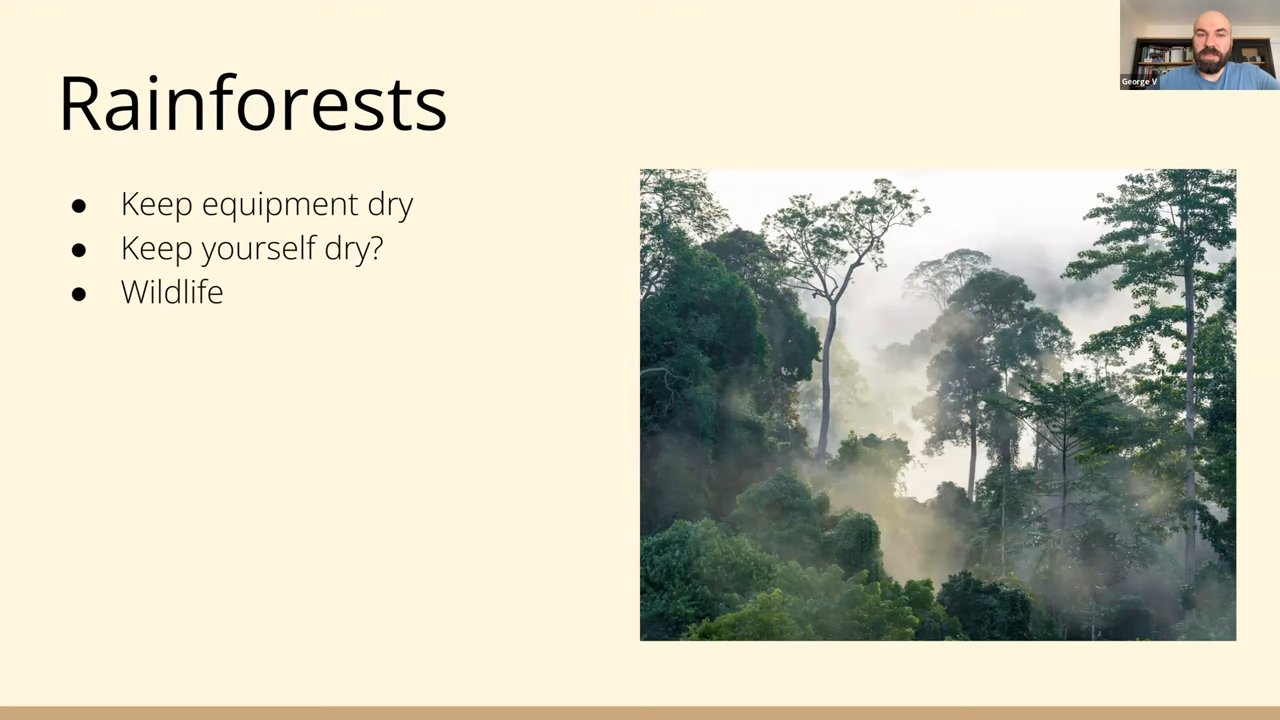 Rainforests
George V
● Keep equipment dry
● Keep yourself dry?
● Wildlife